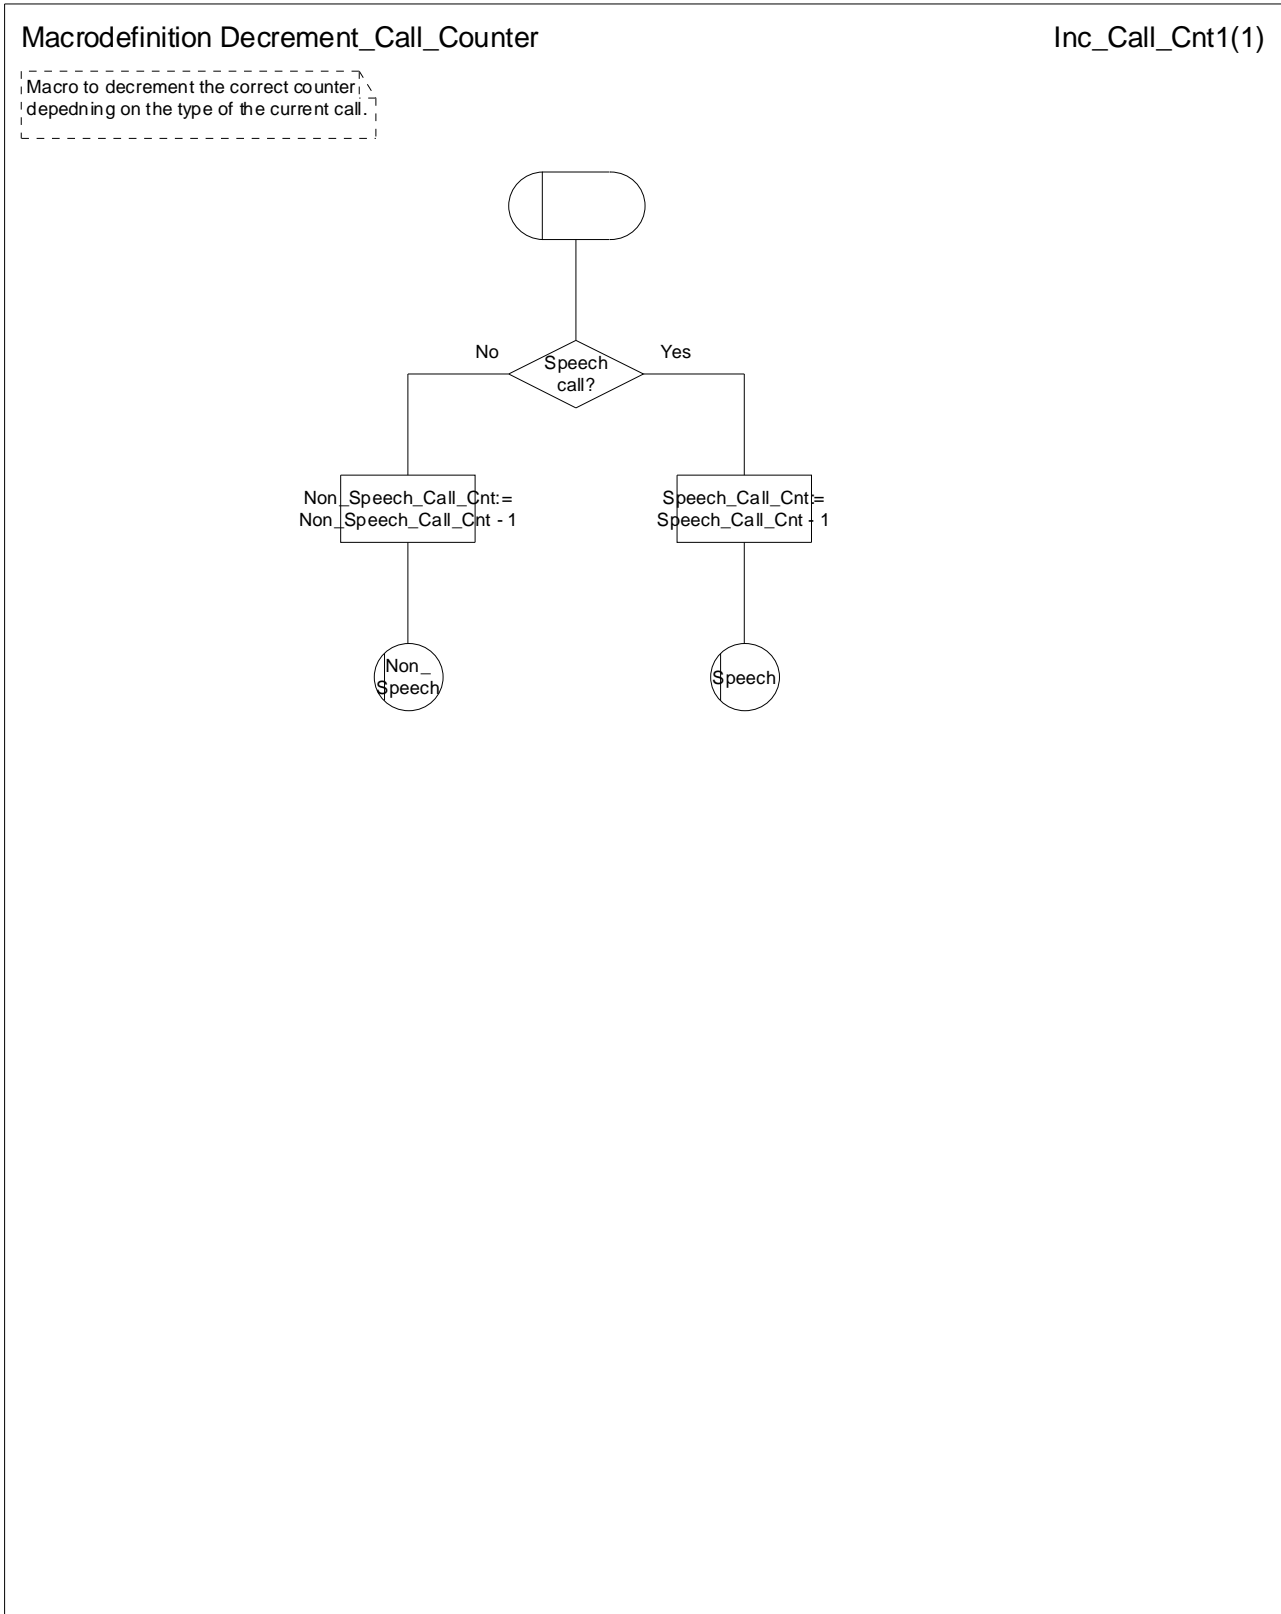 Macrodefinition Decrement_Call_Counter
Inc_Call_Cnt1(1)
Macro to decrement the correct counter
depedning on the type of the current call.
No
Speech
call?
Yes
Non_Speech_Call_Cnt:=
Non_Speech_Call_Cnt - 1
Speech_Call_Cnt:=
Speech_Call_Cnt - 1
Non_
Speech
Speech